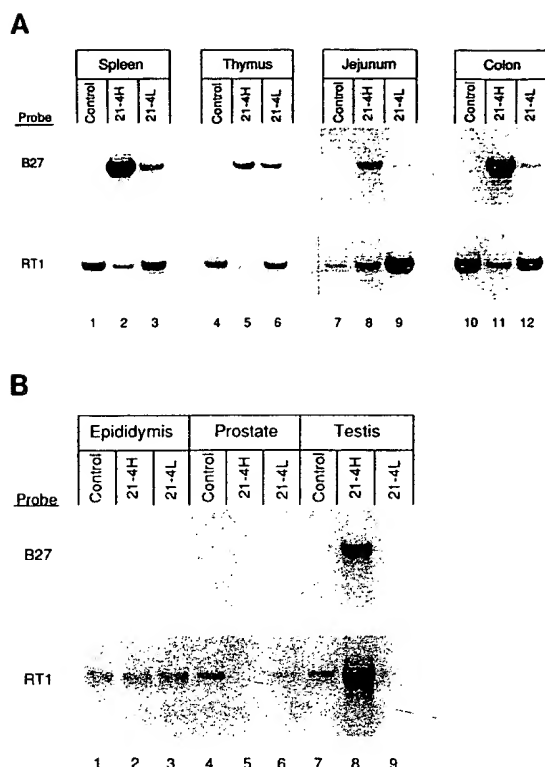 A
Spleen Thymus Jejunum Colon
Probe Control 21-4H 21-4L Control 21-4H 21-4L Control 21-4H 21-4L Control 21-4H 21-4L
B27
RT1
1 2 3 4 5 6 7 8 9 10 11 12
B
Epididymis Prostate Testis
Probe Control 21-4H 21-4L Control 21-4H 21-4L Control 21-4H 21-4L
B27
RT1
1 2 3 4 5 6 7 8 9